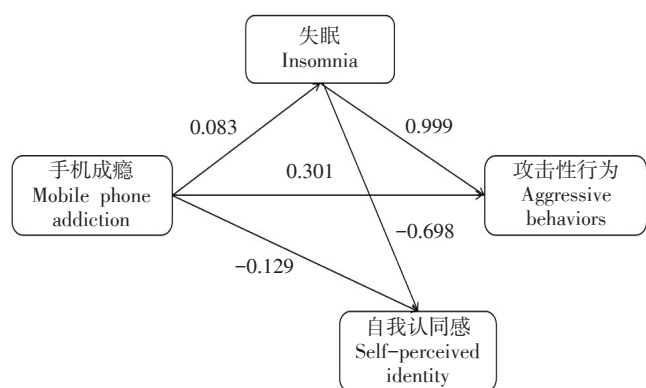 失眠
Insomnia
0.083
0.999
手机成瘾
Mobile phone
addiction
0.301
攻击性行为
Aggressive
behaviors
−0.698
−0.129
自我认同感
Self−perceived
identity